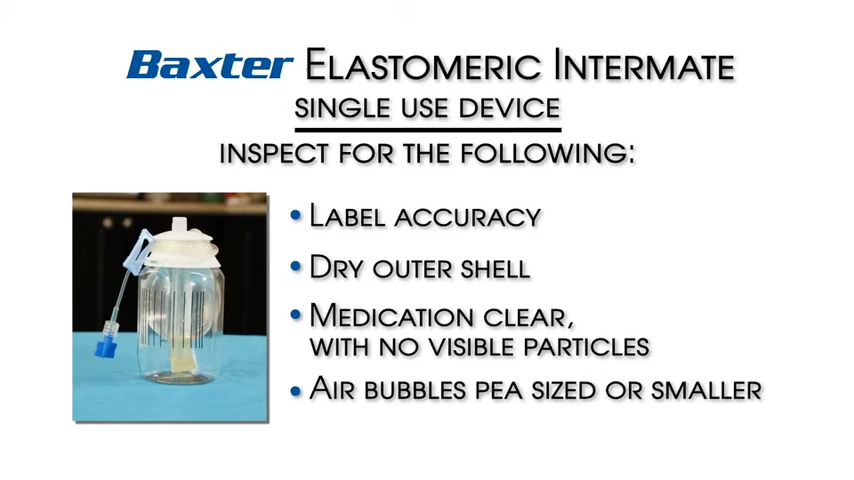 Baxter Elastomeric Intermate
single use device
inspect for the following:
• Label accuracy
• Dry outer shell
• Medication clear,
with no visible particles
• Air bubbles pea sized or smaller